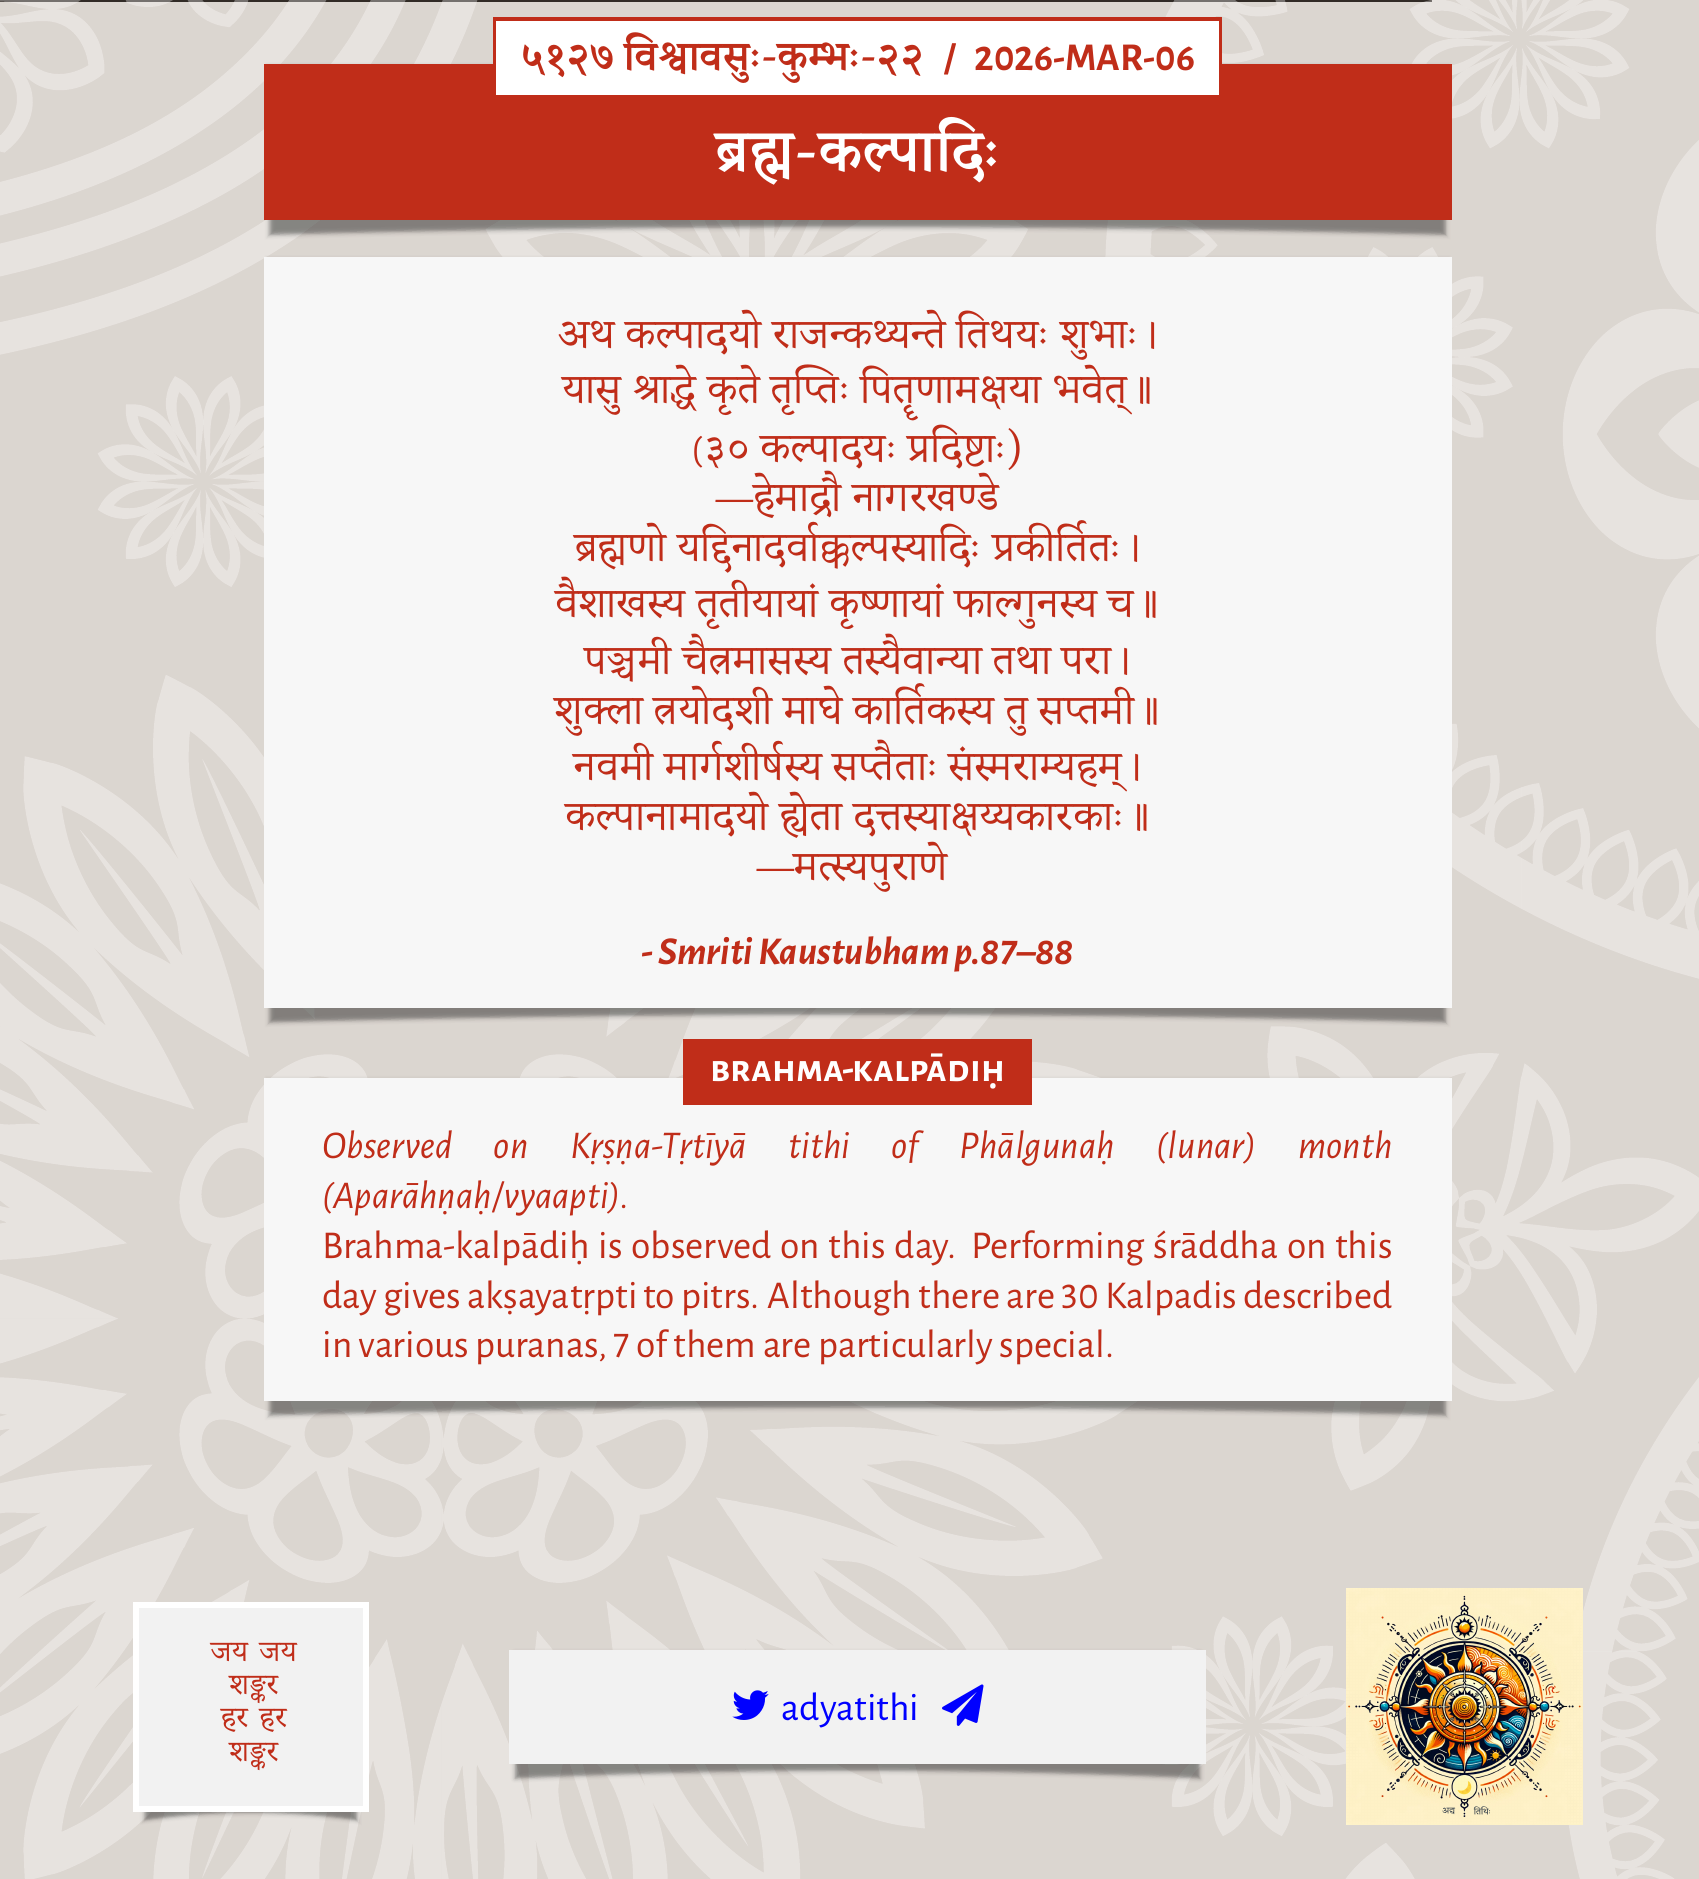 ५१२७ विश्वावसुः-कुम्भः-२२ / 2026-MAR-06
ब्रह्म-कल्पादिः
अथ कल्पादयो राजन्कथ्यन्ते तिथयः शुभाः।
यासु श्राद्धे कृते तृप्तिः पितॄणामक्षया भवेत्॥
(३० कल्पादयः प्रदिष्टाः)
—हेमाद्रौ नागरखण्डे
ब्रह्मणो यद्दिनादर्वाक्कल्पस्यादिः प्रकीर्तितः।
वैशाखस्य तृतीयायां कृष्णायां फाल्गुनस्य च॥
पञ्चमी चैत्रमासस्य तस्यैवान्या तथा परा।
शुक्ला त्रयोदशी माघे कार्तिकस्य तु सप्तमी॥
नवमी मार्गशीर्षस्य सप्तैताः संस्मराम्यहम्।
कल्पानामादयो ह्येता दत्तस्याक्षय्यकारकाः॥
—मत्स्यपुराणे
- Smriti Kaustubham p.87–88
BRAHMA-KALPĀDIḤ
Observed on Kṛṣṇa-Tṛtīyā tithi of Phālgunaḥ (lunar) month
(Aparāhṇaḥ/vyaapti).
Brahma-kalpādiḥ is observed on this day. Performing śrāddha on this
day gives akṣayatṛpti to pitrs. Although there are 30 Kalpadis described
in various puranas, 7 of them are particularly special.
जय जय
शङ्कर
हर हर
शङ्कर
adyatithi
अद्य तिथिः